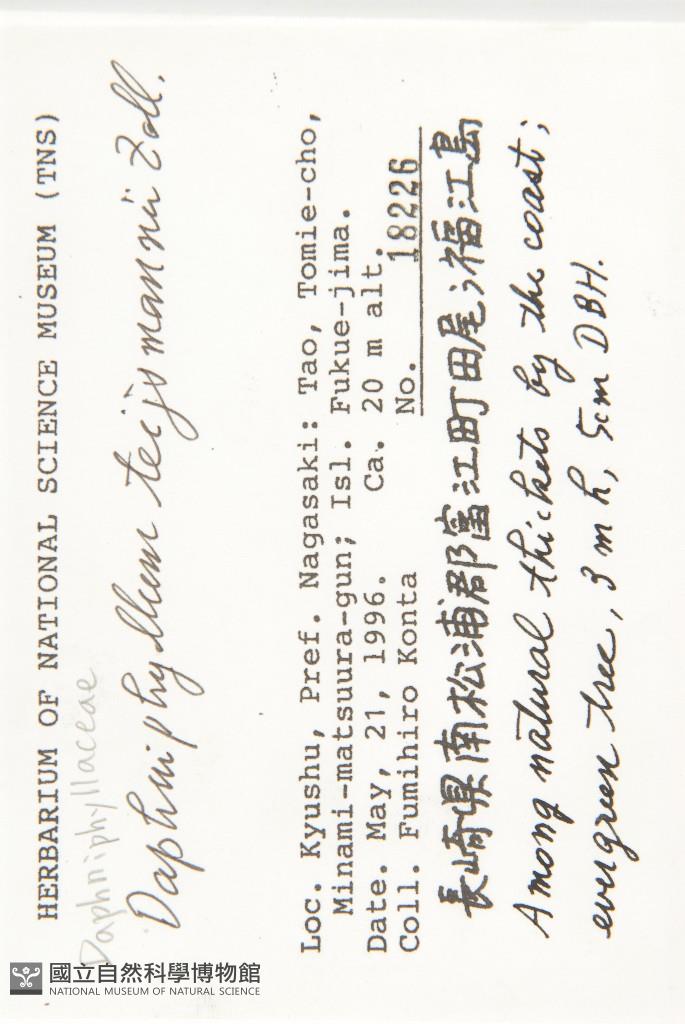 HERBARIUM OF NATIONAL SCIENCE MUSEUM (TNS)
Daphniphyllaceae
Daphniphyllum teijsmannii Zoll.
Loc. Kyushu, Pref. Nagasaki: Tao, Tomie-cho,
Minami-matsuura-gun; Isl. Fukue-jima.
Date. May, 21, 1996. Ca. 20 m alt.
Coll. Fumihiro Konta No. 18226
長崎県南松浦郡富江町田尾;福江島
Among natural thickets by the coast;
evergreen tree, 3 m h, 5cm DBH.
國立自然科學博物館
NATIONAL MUSEUM OF NATURAL SCIENCE